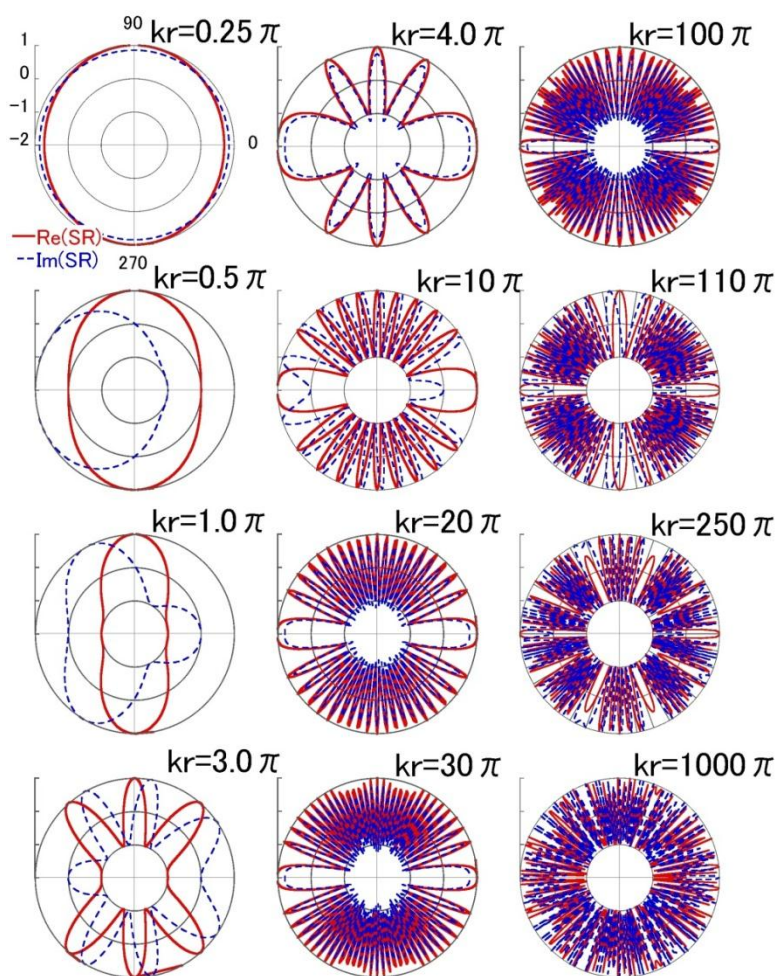 90 kr=0.25 π
kr=4.0 π
kr=100 π
1
0
-1
-2
0
Re(SR)
Im(SR)
270
kr=0.5 π
kr=10 π
kr=110 π
kr=1.0 π
kr=20 π
kr=250 π
kr=3.0 π
kr=30 π
kr=1000 π